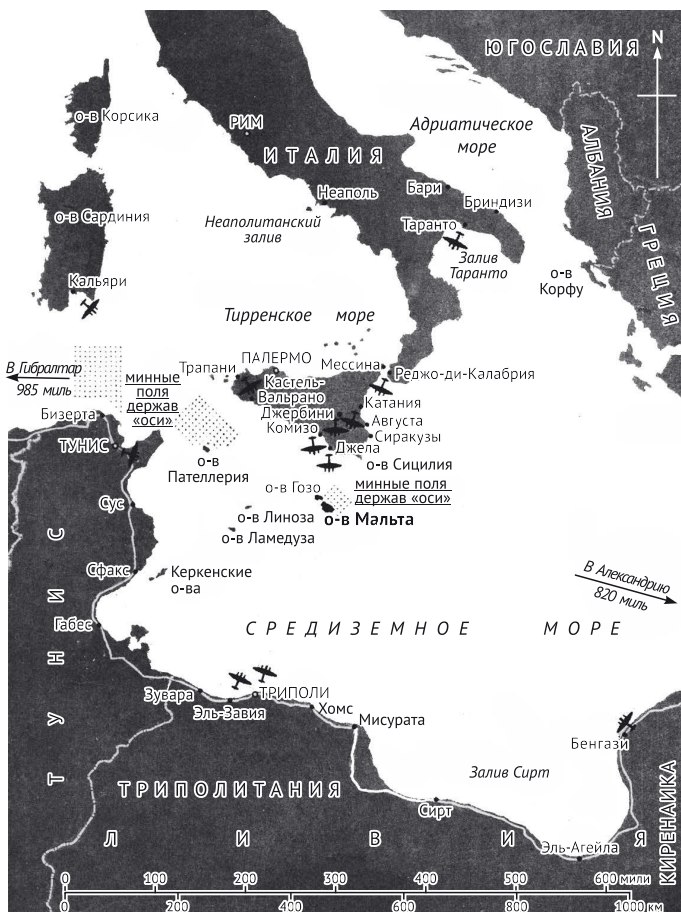 ЮГОСЛАВИЯ
N
о-в Корсика
РИМ
Адриатическое
море
ИТАЛИЯ
АЛБАНИЯ
Неаполь
Бари
Бриндизи
о-в Сардиния
Неаполитанский
залив
Таранто
ГРЕЦИЯ
Залив
Таранто
о-в
Корфу
Кальяри
Тирренское море
В Гибралтар
985 миль
ПАЛЕРМО
Мессина
Трапани
Реджо-ди-Калабрия
минные
поля
держав
«оси»
Кастель-
Вальрано
Катания
Бизерта
Джербини
Августа
Комизо
Сиракузы
ТУНИС
Джела
о-в
Пателлерия
о-в Сицилия
о-в Гозо
минные поля
держав «оси»
Сус
о-в Линоза
о-в Мальта
о-в Ламедуза
Сфакс
Керкенские
о-ва
В Александрию
820 миль
Габес
СРЕДИЗЕМНОЕ МОРЕ
ТУНИС
Зувара
ТРИПОЛИ
Эль-Завия
Хомс
Мисурата
Бенгази
Залив Сирт
ТРИПОЛИТАНИЯ
КИРЕНАИКА
Сирт
ЛИВИЯ
Эль-Агейла
0 100 200 300 400 500 600 мили
0 200 400 600 800 1000 км